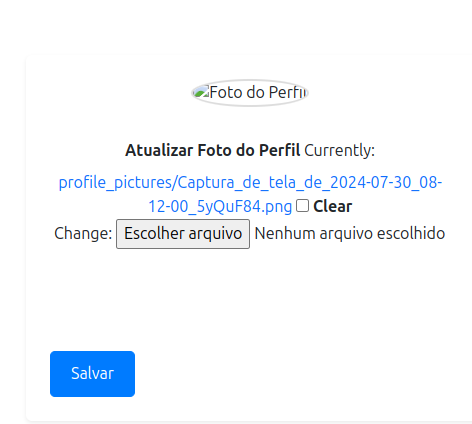 Foto do Perfil
Atualizar Foto do Perfil Currently:
profile_pictures/Captura_de_tela_de_2024-07-30_08-
12-00_5yQuF84.png Clear
Change: Escolher arquivo Nenhum arquivo escolhido
Salvar